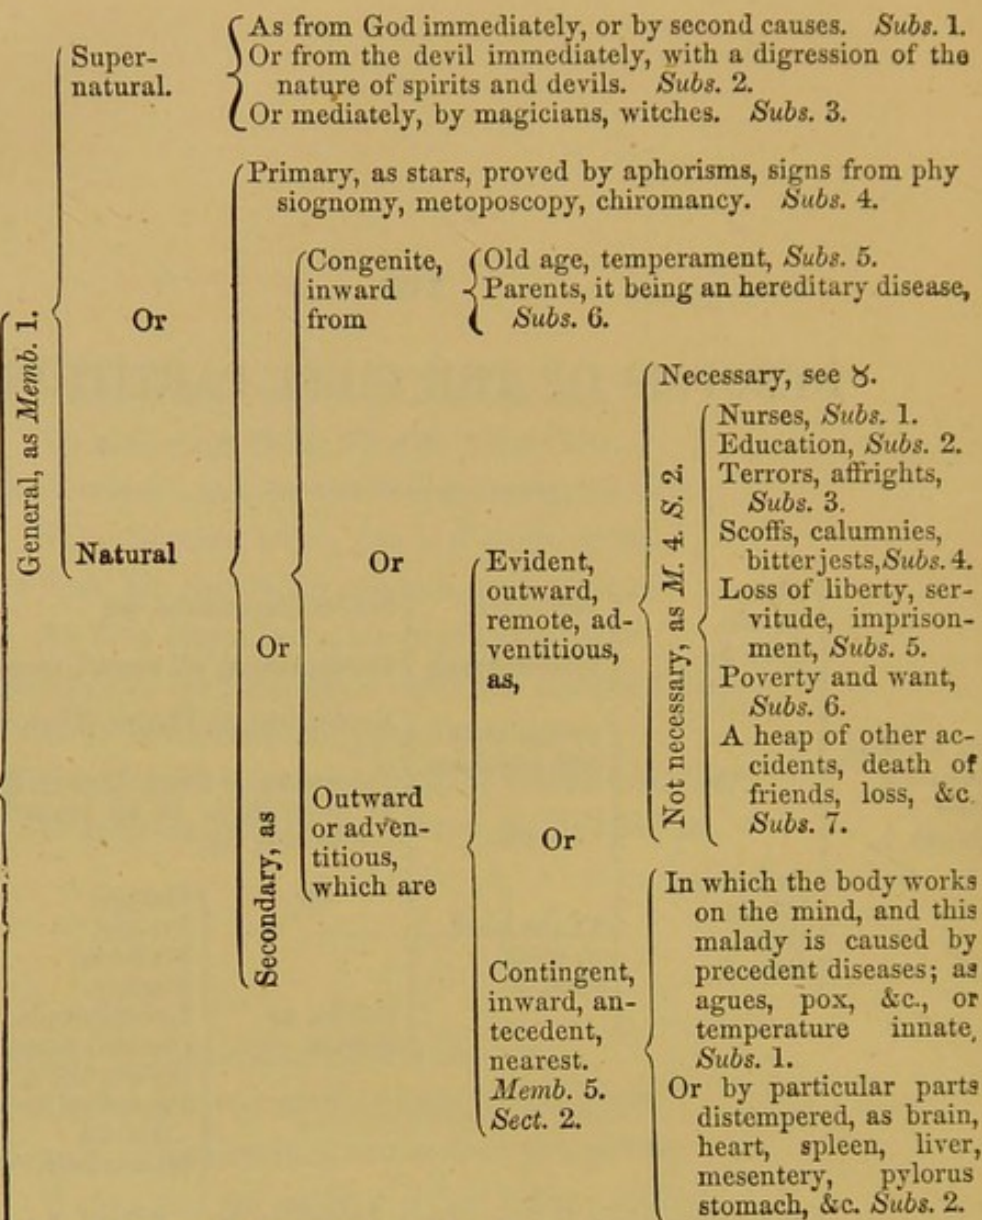 General, as Memb. 1.
Super-
natural.
As from God immediately, or by second causes. Subs. 1.
Or from the devil immediately, with a digression of the
nature of spirits and devils. Subs. 2.
Or mediately, by magicians, witches. Subs. 3.
Or
Natural
Primary, as stars, proved by aphorisms, signs from phy
siognomy, metoposcopy, chiromancy. Subs. 4.
Or
Secondary, as
Congenite,
inward
from
Old age, temperament, Subs. 5.
Parents, it being an hereditary disease,
Subs. 6.
Or
Outward
or adven-
titious,
which are
Evident,
outward,
remote, ad-
ventitious,
as,
Necessary, see ♉.
Not necessary, as M. 4. S. 2.
Nurses, Subs. 1.
Education, Subs. 2.
Terrors, affrights,
Subs. 3.
Scoffs, calumnies,
bitter jests, Subs. 4.
Loss of liberty, ser-
vitude, imprison-
ment, Subs. 5.
Poverty and want,
Subs. 6.
A heap of other ac-
cidents, death of
friends, loss, &c.
Subs. 7.
Or
Contingent,
inward, an-
tecedent,
nearest.
Memb. 5.
Sect. 2.
In which the body works
on the mind, and this
malady is caused by
precedent diseases; as
agues, pox, &c., or
temperature innate,
Subs. 1.
Or by particular parts
distempered, as brain,
heart, spleen, liver,
mesentery, pylorus
stomach, &c. Subs. 2.